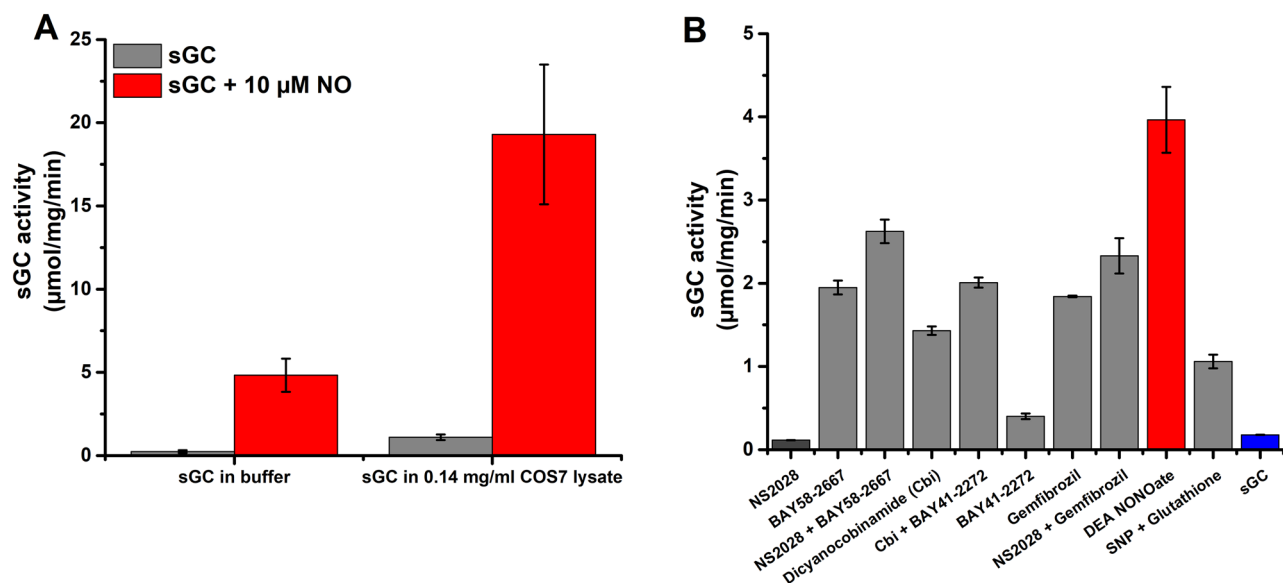 A
sGC activity
(μmol/mg/min)
25
20
15
10
5
0
sGC
sGC + 10 μM NO
sGC in buffer
sGC in 0.14 mg/ml COS7 lysate
B
sGC activity
(μmol/mg/min)
5
4
3
2
1
0
NS2028
BAY58-2667
NS2028 + BAY58-2667
Dicyanocobinamide (Cbi)
Cbi + BAY41-2272
BAY41-2272
Gemfibrozil
NS2028 + Gemfibrozil
DEA NONOate
SNP + Glutathione
sGC